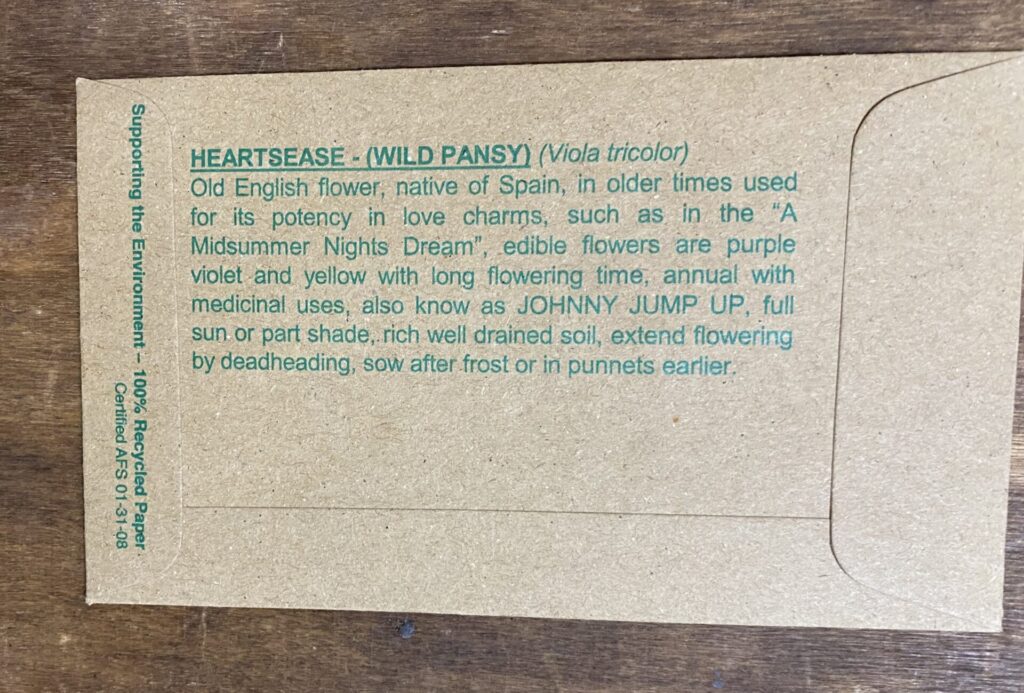 HEARTSEASE - (WILD PANSY) (Viola tricolor)
Old English flower, native of Spain, in older times used
for its potency in love charms, such as in the “A
Midsummer Nights Dream”, edible flowers are purple
violet and yellow with long flowering time, annual with
medicinal uses, also know as JOHNNY JUMP UP, full
sun or part shade, rich well drained soil, extend flowering
by deadheading, sow after frost or in punnets earlier.
Supporting the Environment – 100% Recycled Paper
Certified AFS 01-31-08